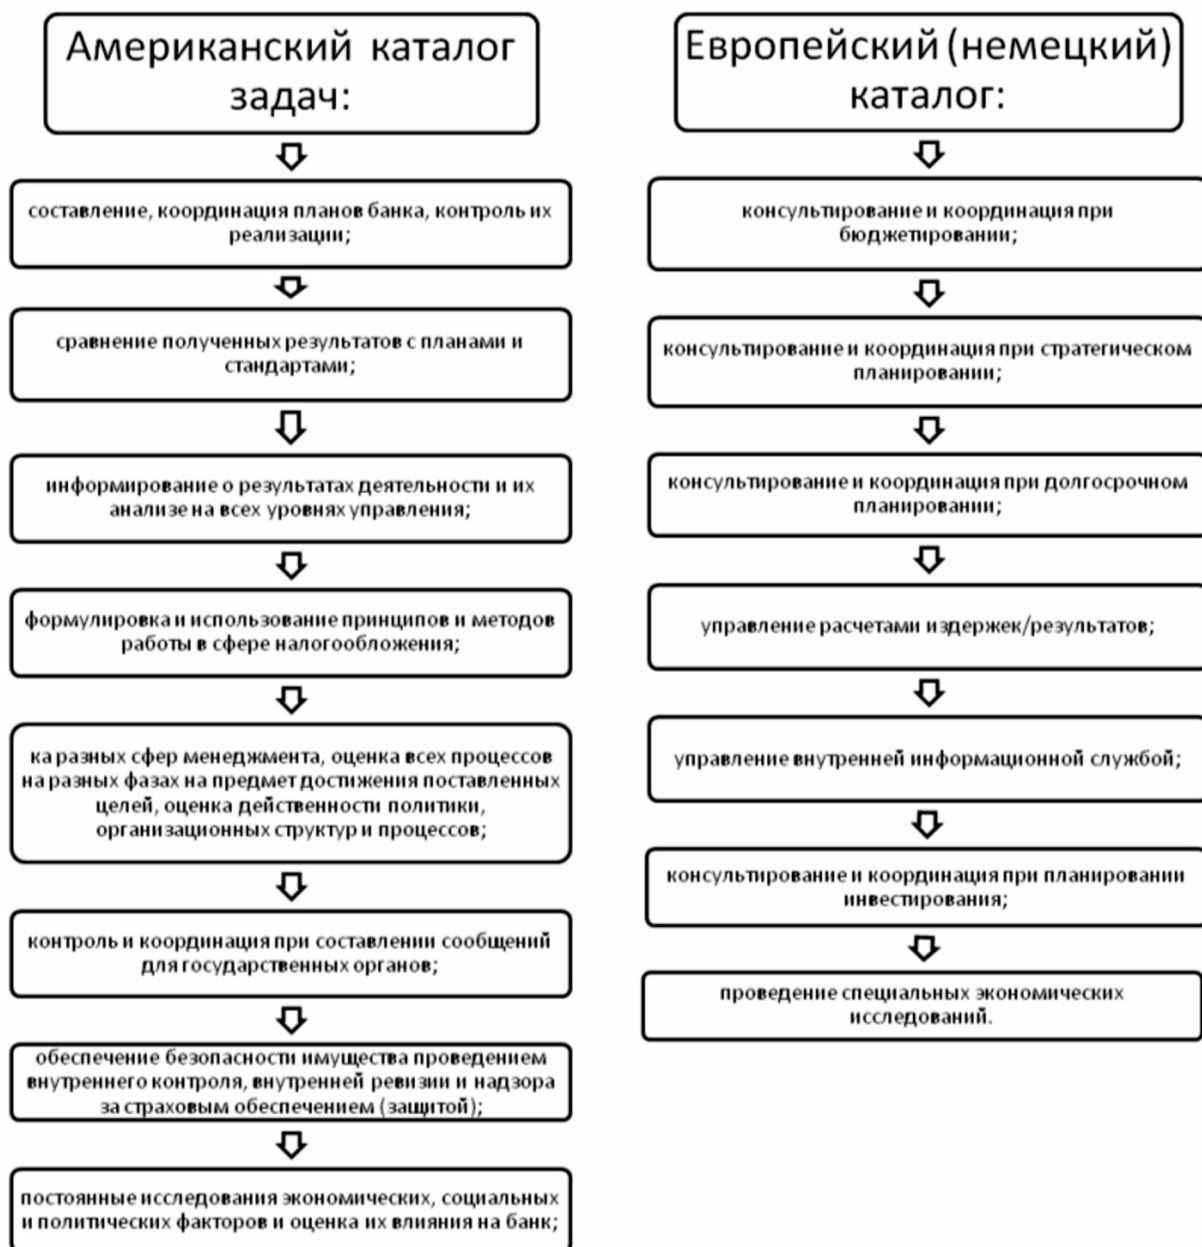 Американский каталог
задач:
составление, координация планов банка, контроль их
реализации;
сравнение полученных результатов с планами и
стандартами;
информирование о результатах деятельности и их
анализе на всех уровнях управления;
формулировка и использование принципов и методов
работы в сфере налогообложения;
ка разных сфер менеджмента, оценка всех процессов
на разных фазах на предмет достижения поставленных
целей, оценка действенности политики,
организационных структур и процессов;
контроль и координация при составлении сообщений
для государственных органов;
обеспечение безопасности имущества проведением
внутреннего контроля, внутренней ревизии и надзора
за страховым обеспечением (защитой);
постоянные исследования экономических, социальных
и политических факторов и оценка их влияния на банк;
Европейский (немецкий)
каталог:
консультирование и координация при
бюджетировании;
консультирование и координация при стратегическом
планировании;
консультирование и координация при долгосрочном
планировании;
управление расчетами издержек/результатов;
управление внутренней информационной службой;
консультирование и координация при планировании
инвестирования;
проведение специальных экономических
исследований.